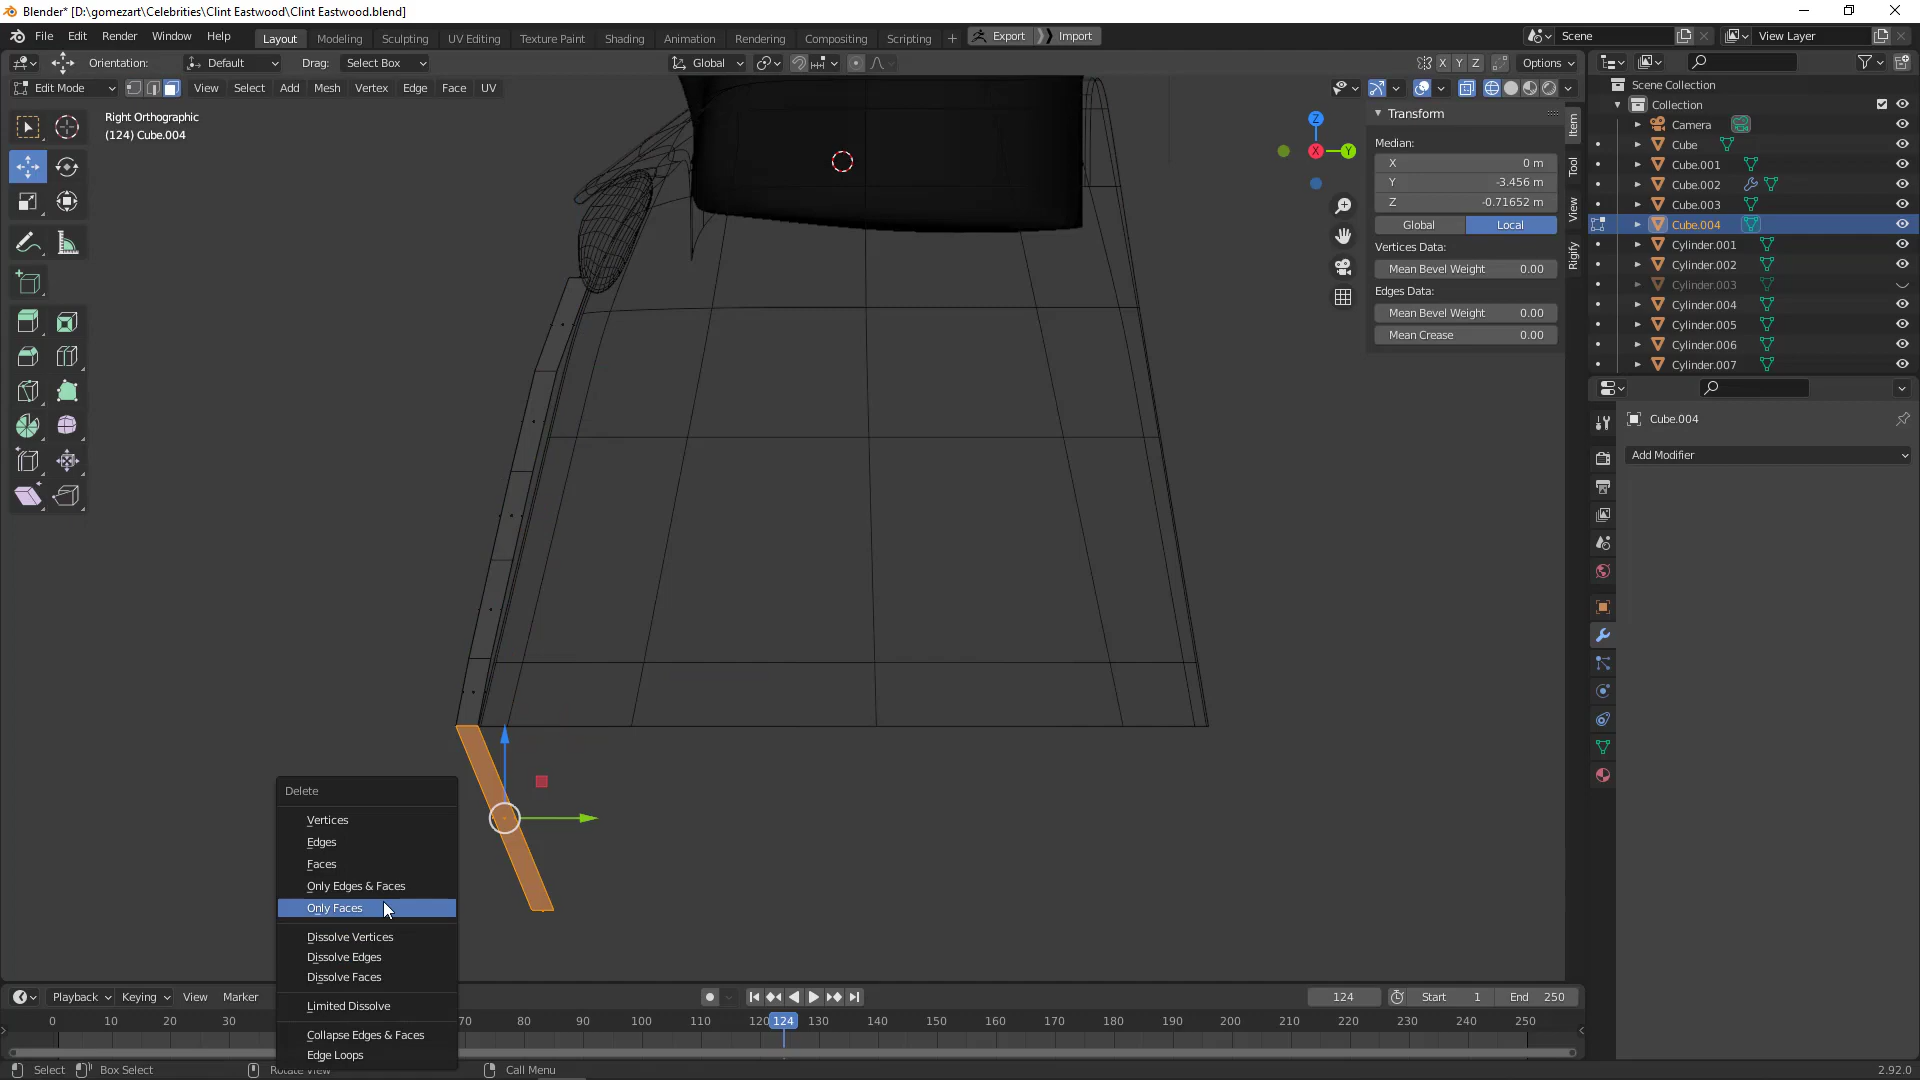 Blender* [D:\gomezart\Celebrities\Clint Eastwood\Clint Eastwood.blend]
File Edit Render Window Help Layout Modeling Sculpting UV Editing Texture Paint Shading Animation Rendering Compositing Scripting + Export Import Scene View Layer
Orientation: Default Drag: Select Box Global X Y Z Options
Edit Mode View Select Add Mesh Vertex Edge Face UV
Right Orthographic
(124) Cube.004
Z
X
Y
Transform
Median:
X 0 m
Y -3.456 m
Z -0.71652 m
Global Local
Vertices Data:
Mean Bevel Weight 0.00
Edges Data:
Mean Bevel Weight 0.00
Mean Crease 0.00
Item
Tool
View
Rigify
Scene Collection
Collection
Camera
Cube
Cube.001
Cube.002
Cube.003
Cube.004
Cylinder.001
Cylinder.002
Cylinder.003
Cylinder.004
Cylinder.005
Cylinder.006
Cylinder.007
Cube.004
Add Modifier
Delete
Vertices
Edges
Faces
Only Edges & Faces
Only Faces
Dissolve Vertices
Dissolve Edges
Dissolve Faces
Limited Dissolve
Collapse Edges & Faces
Edge Loops
Playback Keying View Marker 124 Start 1 End 250
0 10 20 30 70 80 90 100 110 120 124 130 140 150 160 170 180 190 200 210 220 230 240 250
Select Box Select Rotate View Call Menu 2.92.0